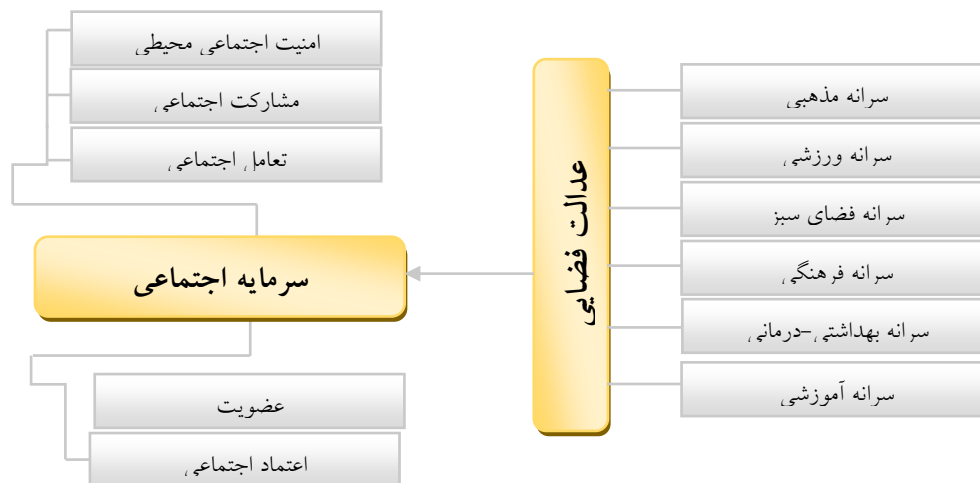 سرانه مذهبی
سرانه ورزشی
سرانه فضای سبز
سرانه فرهنگی
سرانه بهداشتی-درمانی
سرانه آموزشی
عدالت فضایی
امنیت اجتماعی محیطی
مشارکت اجتماعی
تعامل اجتماعی
سرمایه اجتماعی
عضویت
اعتماد اجتماعی